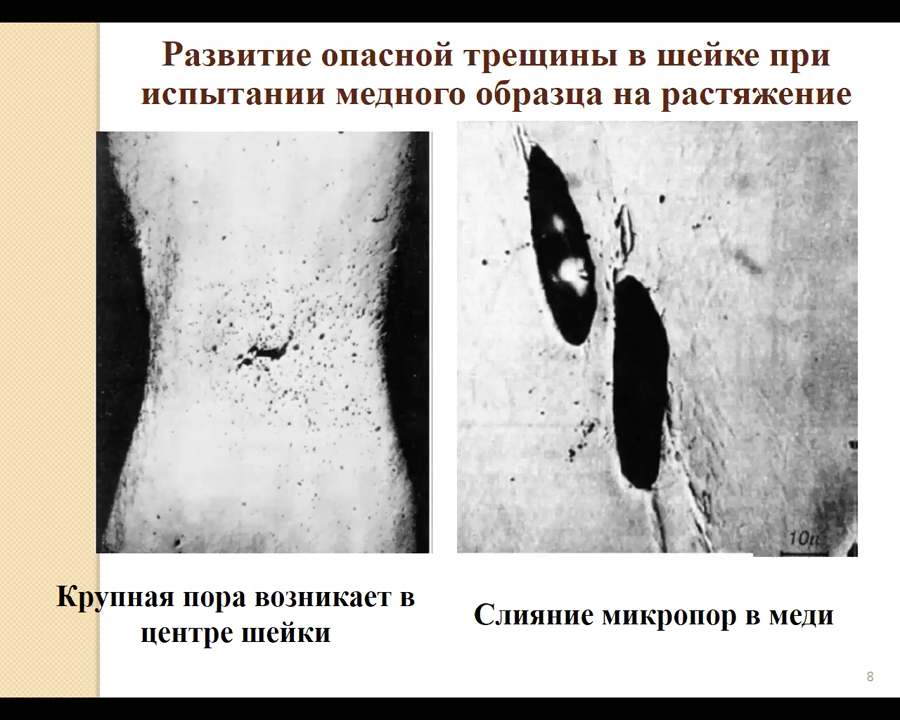 Развитие опасной трещины в шейке при
испытании медного образца на растяжение
10μ
Крупная пора возникает в
центре шейки
Слияние микропор в меди
8